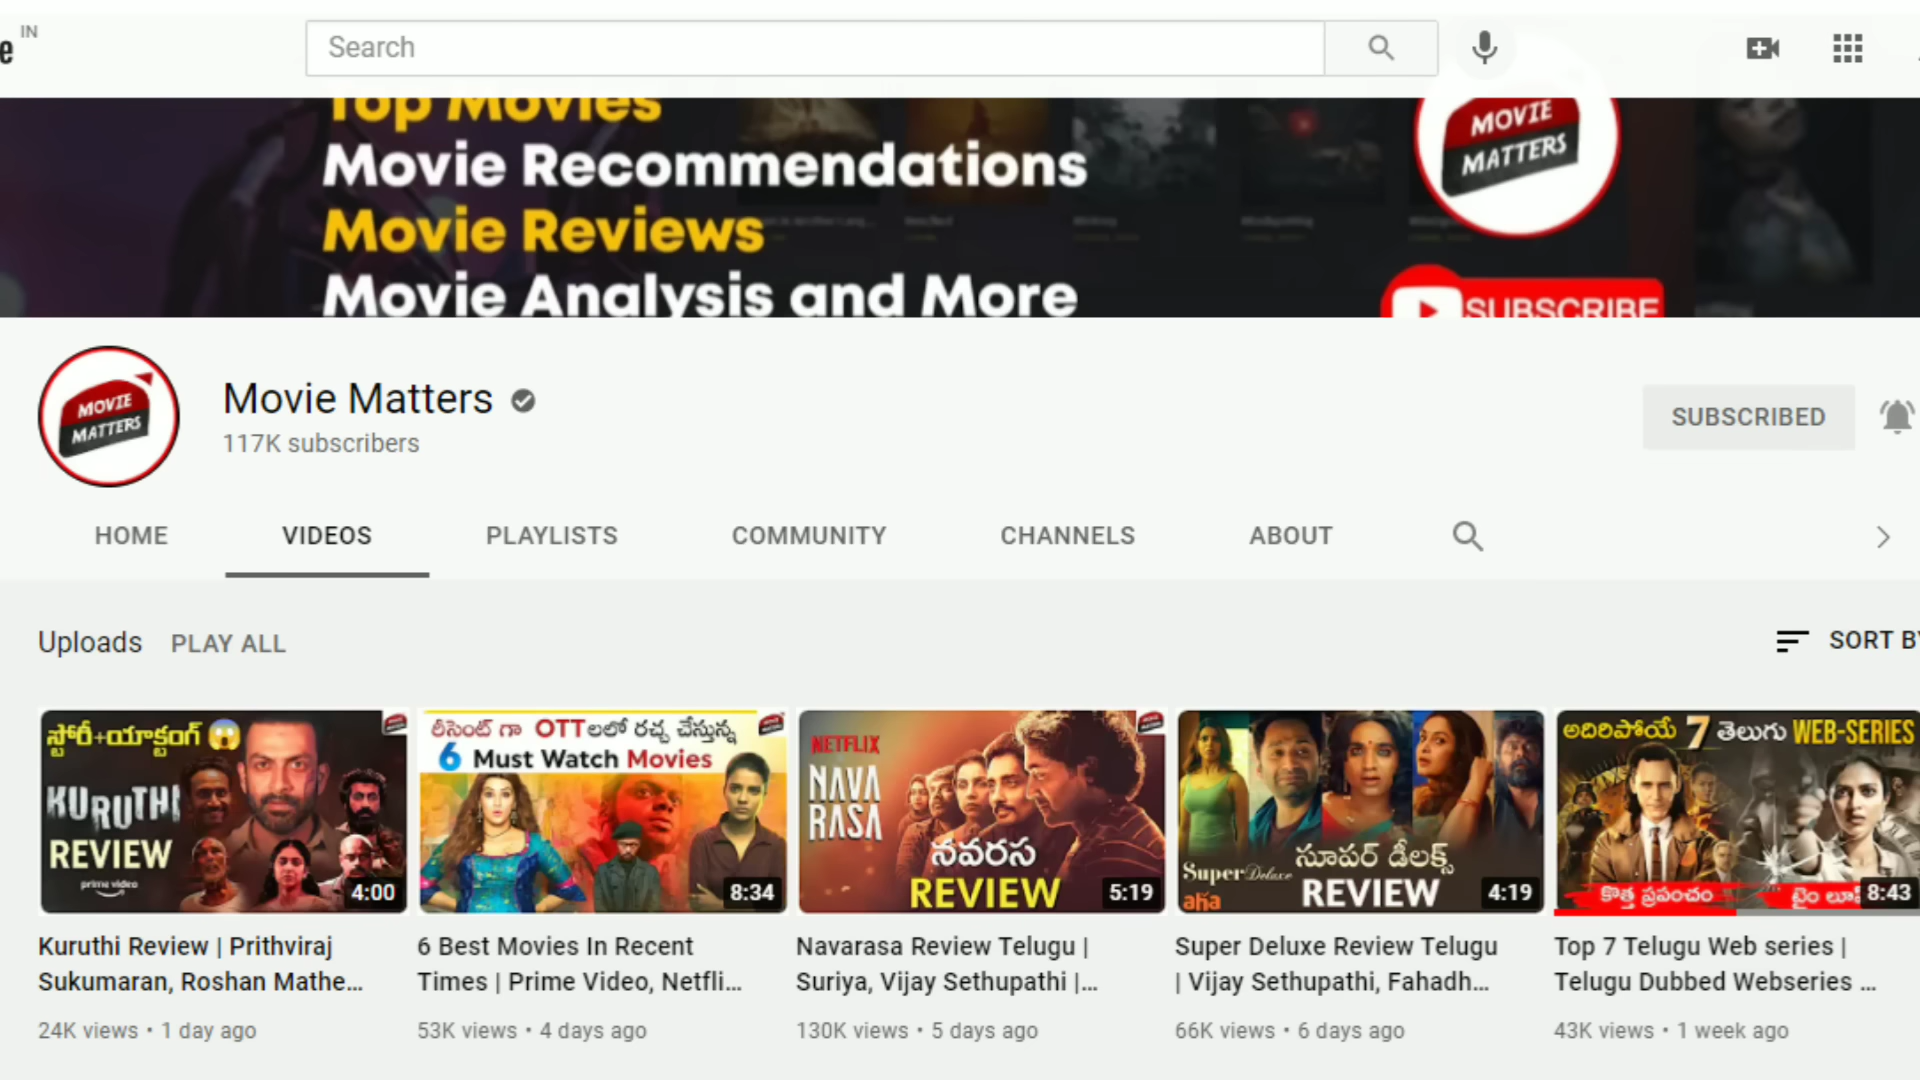 e IN
Search
Top Movies
Movie Recommendations
Movie Reviews
Movie Analysis and More
MOVIE
MATTERS
SUBSCRIBE
MOVIE
MATTERS
Movie Matters
117K subscribers
SUBSCRIBED
HOME
VIDEOS
PLAYLISTS
COMMUNITY
CHANNELS
ABOUT
Uploads
PLAY ALL
SORT BY
స్టోరీ+యాక్టింగ్
KURUTHI
REVIEW
prime video
4:00
రీసెంట్ గా OTTలలో రచ్చ చేస్తున్న
6 Must Watch Movies
8:34
NETFLIX
NAVA
RASA
నవరస
REVIEW
5:19
Super Deluxe
aha
సూపర్ డీలక్స్
REVIEW
4:19
అదిరిపోయే 7 తెలుగు WEB-SERIES
కొత్త ప్రపంచం
టైం లూప్
8:43
Kuruthi Review | Prithviraj
Sukumaran, Roshan Mathe...
24K views • 1 day ago
6 Best Movies In Recent
Times | Prime Video, Netfli...
53K views • 4 days ago
Navarasa Review Telugu |
Suriya, Vijay Sethupathi |...
130K views • 5 days ago
Super Deluxe Review Telugu
| Vijay Sethupathi, Fahadh...
66K views • 6 days ago
Top 7 Telugu Web series |
Telugu Dubbed Webseries ...
43K views • 1 week ago